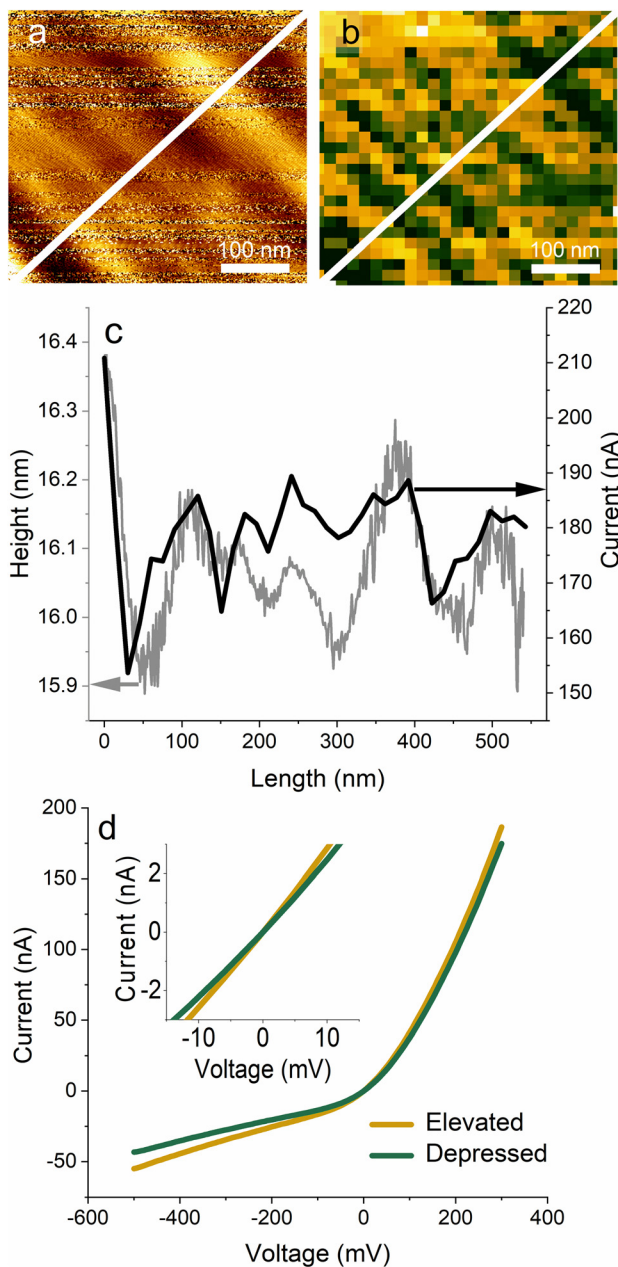 a
100 nm
b
100 nm
c
16.4
16.3
16.2
16.1
16.0
15.9
Height (nm)
220
210
200
190
180
170
160
150
Current (nA)
0
100
200
300
400
500
Length (nm)
d
200
150
100
50
0
-50
Current (nA)
2
0
-2
Current (nA)
-10
0
10
Voltage (mV)
Elevated
Depressed
-600
-400
-200
0
200
400
Voltage (mV)